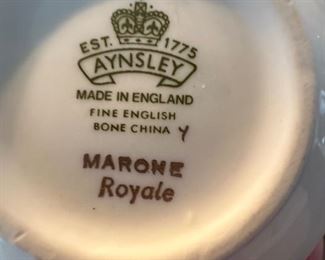 EST. 1775
AYNSLEY
MADE IN ENGLAND
FINE ENGLISH
BONE CHINA Y
MARONE
Royale